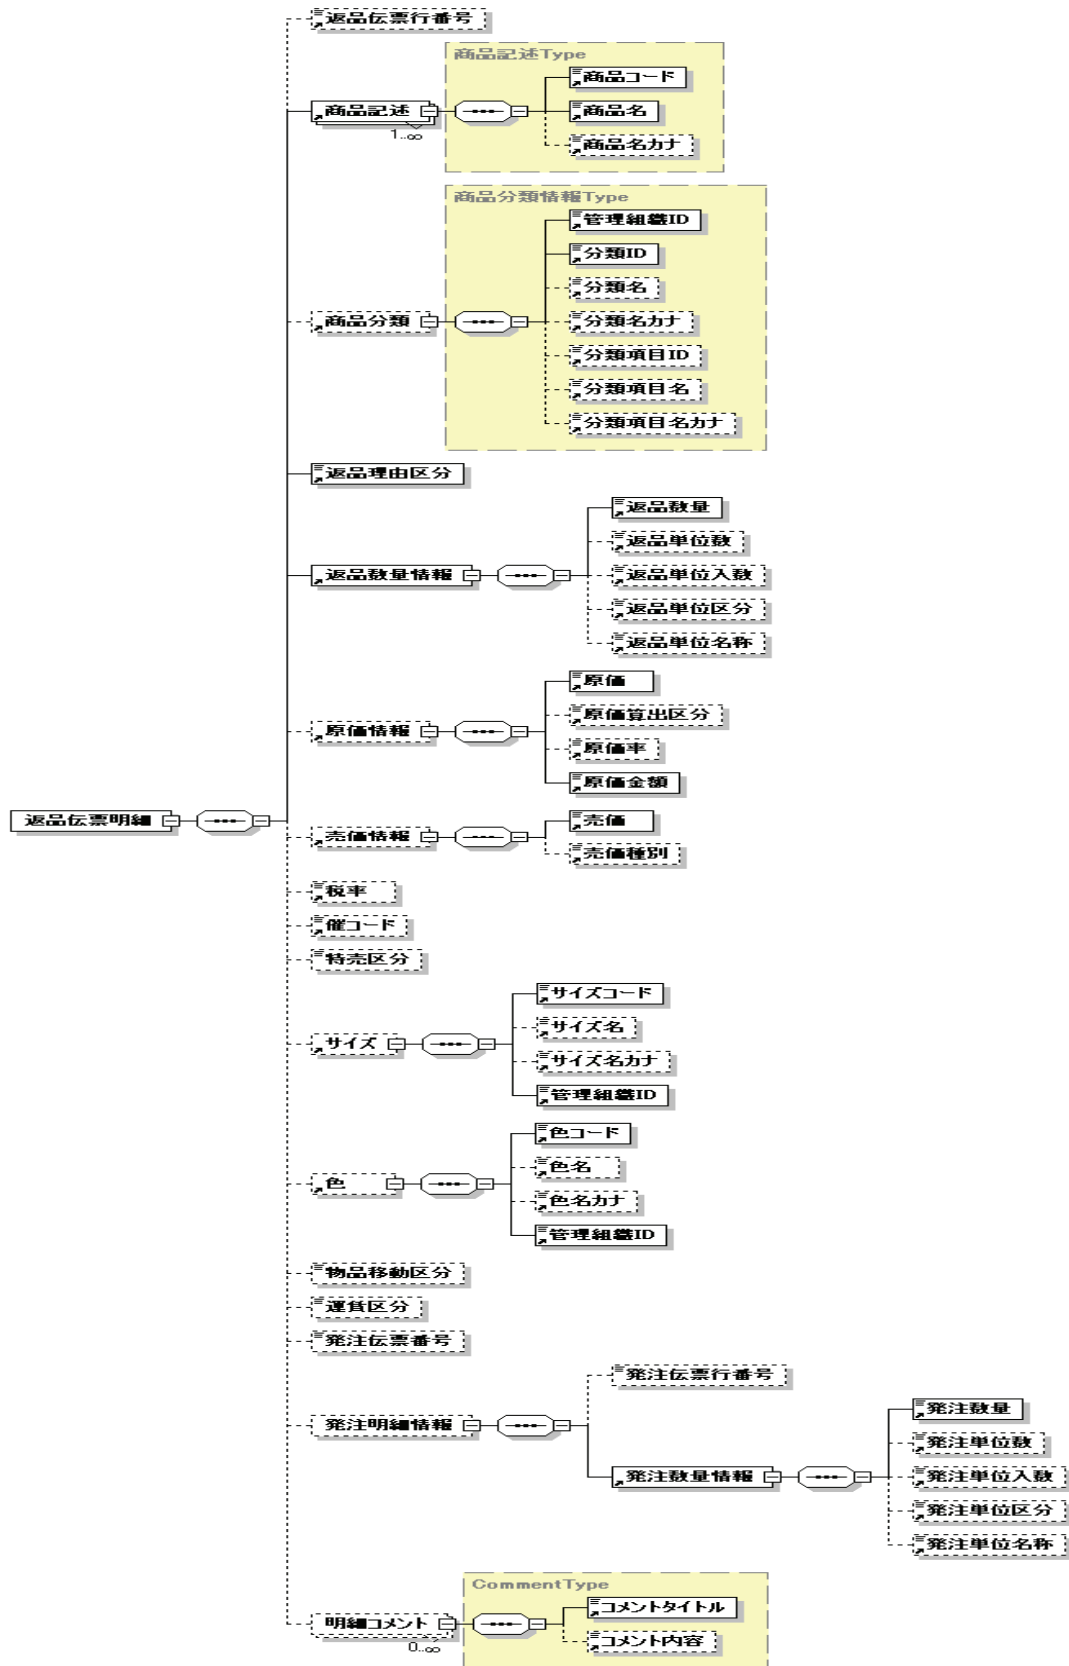 返品伝票行番号
商品記述Type
商品コード
商品記述
商品名
1..∞
商品名カナ
商品分類情報Type
管理組織ID
分類ID
分類名
商品分類
分類名カナ
分類項目ID
分類項目名
分類項目名カナ
返品理由区分
返品数量
返品単位数
返品数量情報
返品単位入数
返品単位区分
返品単位名称
原価
原価算出区分
原価情報
原価率
原価金額
返品伝票明細
売価
売価情報
売価種別
税率
催コード
特売区分
サイズコード
サイズ名
サイズ
サイズ名カナ
管理組織ID
色コード
色名
色
色名カナ
管理組織ID
物品移動区分
運賃区分
発注伝票番号
発注伝票行番号
発注数量
発注明細情報
発注単位数
発注数量情報
発注単位入数
発注単位区分
発注単位名称
CommentType
コメントタイトル
明細コメント
0..∞
コメント内容